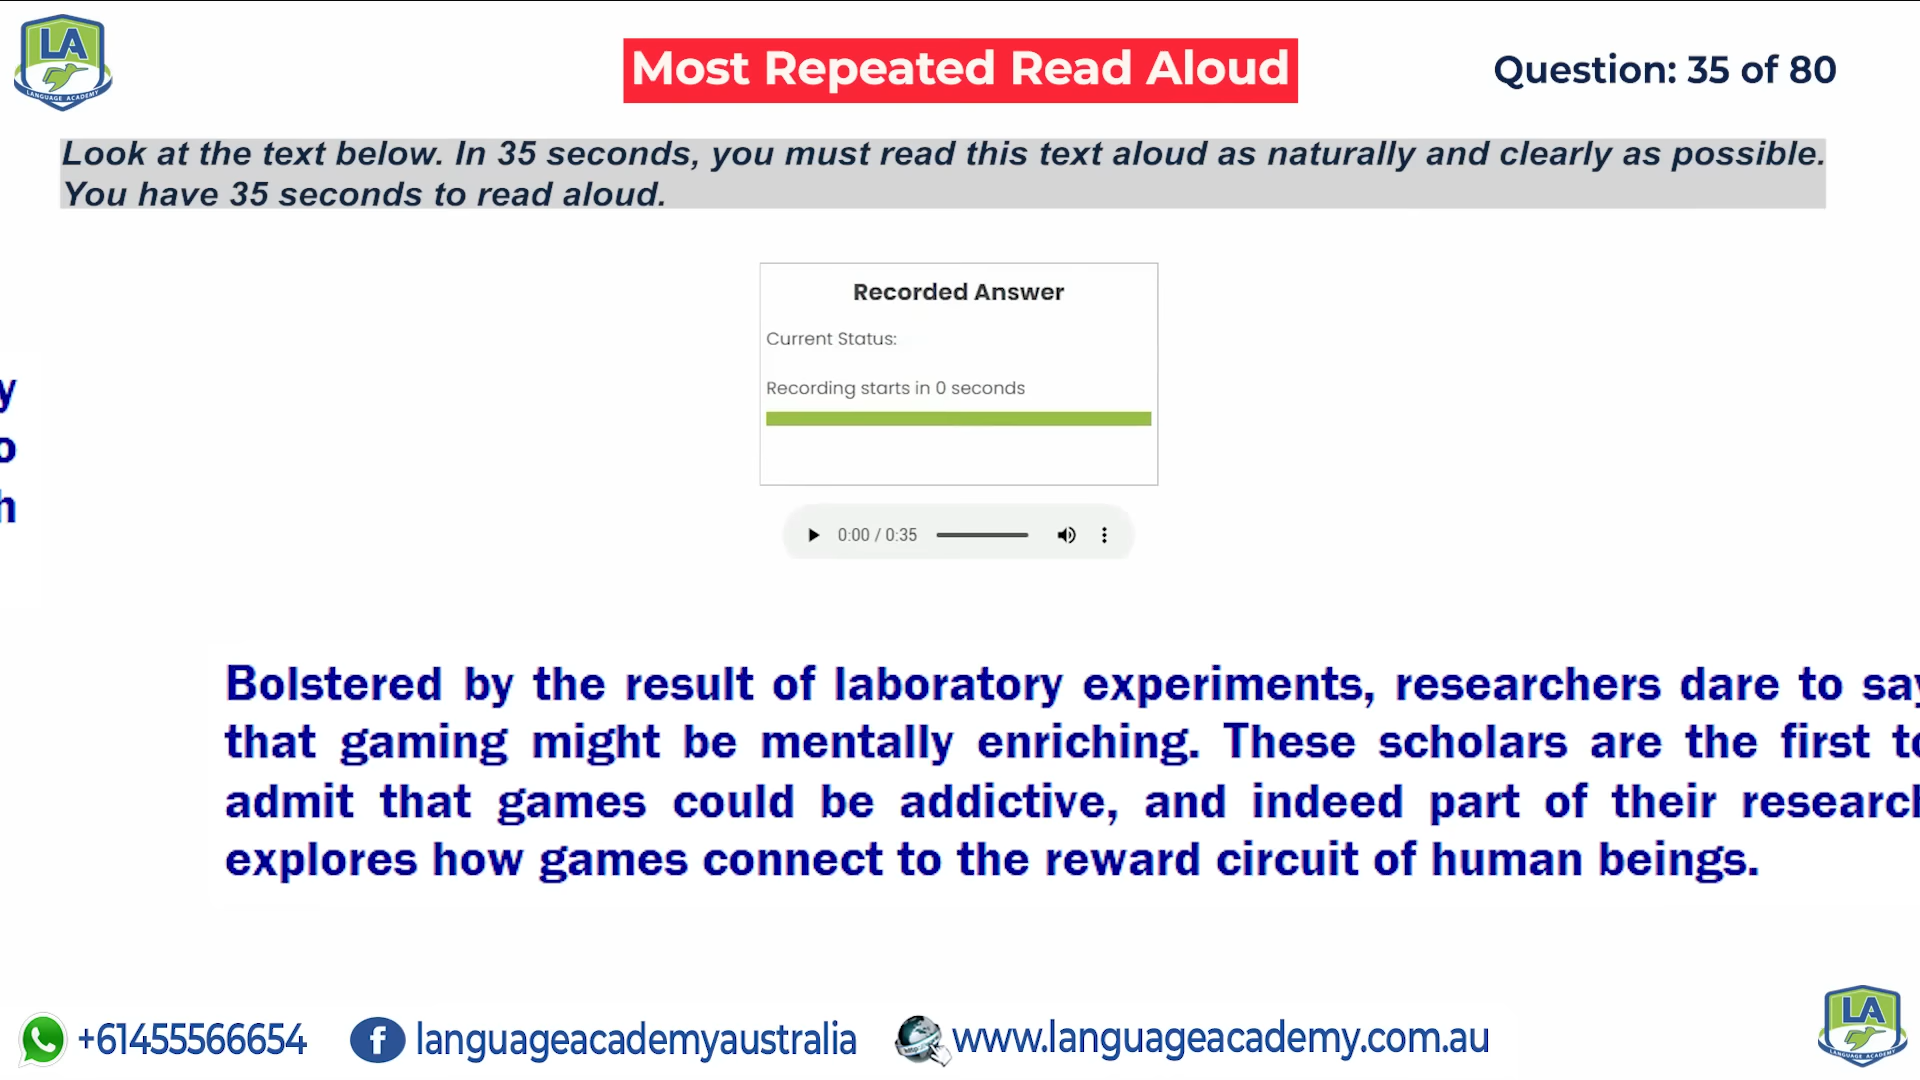 LA
LANGUAGE ACADEMY
Most Repeated Read Aloud
Question: 35 of 80
Look at the text below. In 35 seconds, you must read this text aloud as naturally and clearly as possible.
You have 35 seconds to read aloud.
Recorded Answer
Current Status:
Recording starts in 0 seconds
y
o
h
0:00 / 0:35
Bolstered by the result of laboratory experiments, researchers dare to say
that gaming might be mentally enriching. These scholars are the first to
admit that games could be addictive, and indeed part of their research
explores how games connect to the reward circuit of human beings.
+61455566654
f languageacademyaustralia
www.languageacademy.com.au
LA
LANGUAGE ACADEMY